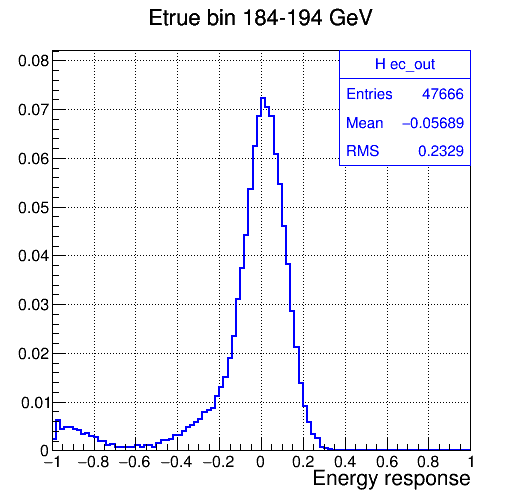 Etrue bin 184-194 GeV
H ec_out
Entries 47666
Mean −0.05689
RMS 0.2329
0.08
0.07
0.06
0.05
0.04
0.03
0.02
0.01
0
−1 −0.8 −0.6 −0.4 −0.2 0 0.2 0.4 0.6 0.8 1
Energy response